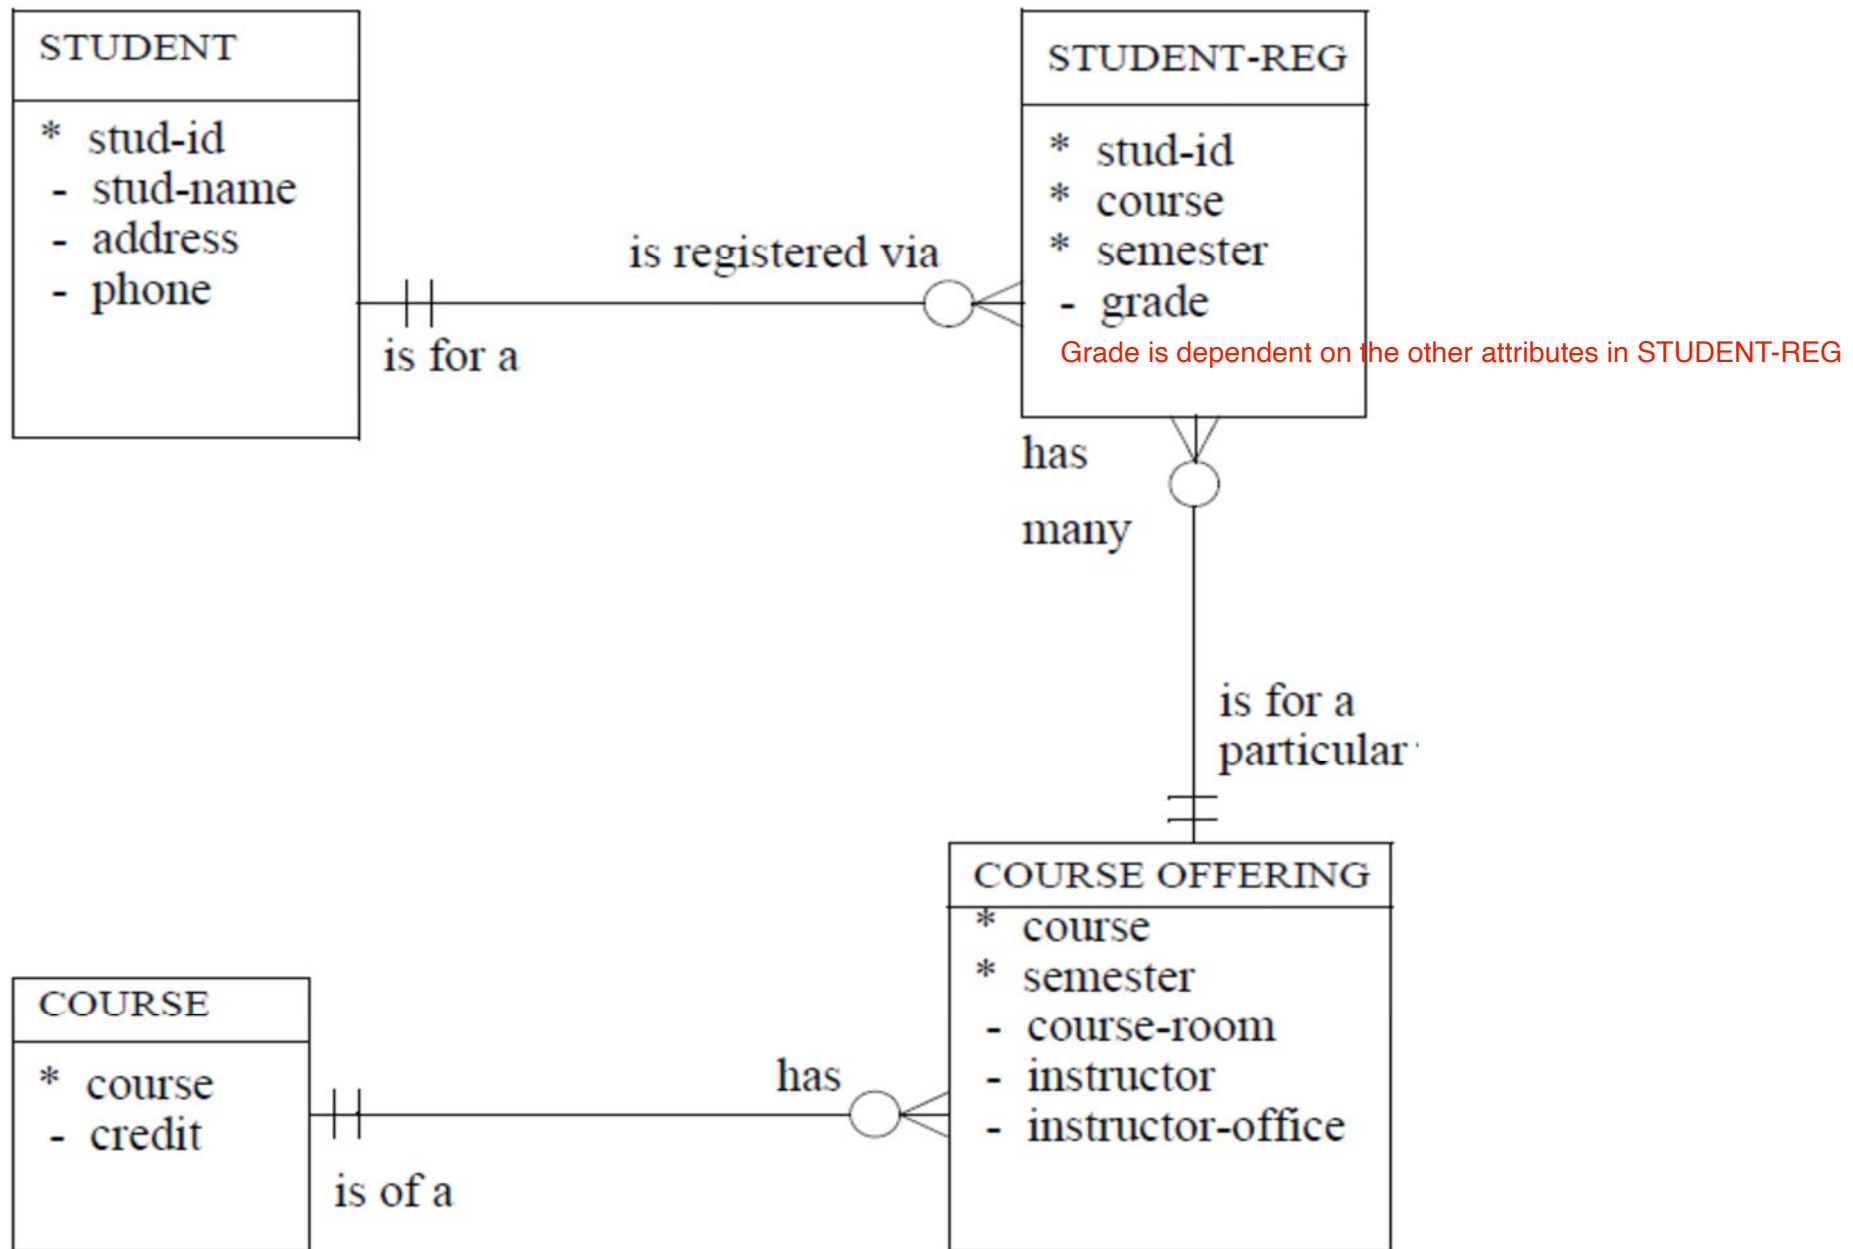 STUDENT
* stud-id
- stud-name
- address
- phone
is for a
is registered via
STUDENT-REG
* stud-id
* course
* semester
- grade
Grade is dependent on the other attributes in STUDENT-REG
has
many
is for a
particular
COURSE OFFERING
* course
* semester
- course-room
- instructor
- instructor-office
COURSE
* course
- credit
has
is of a